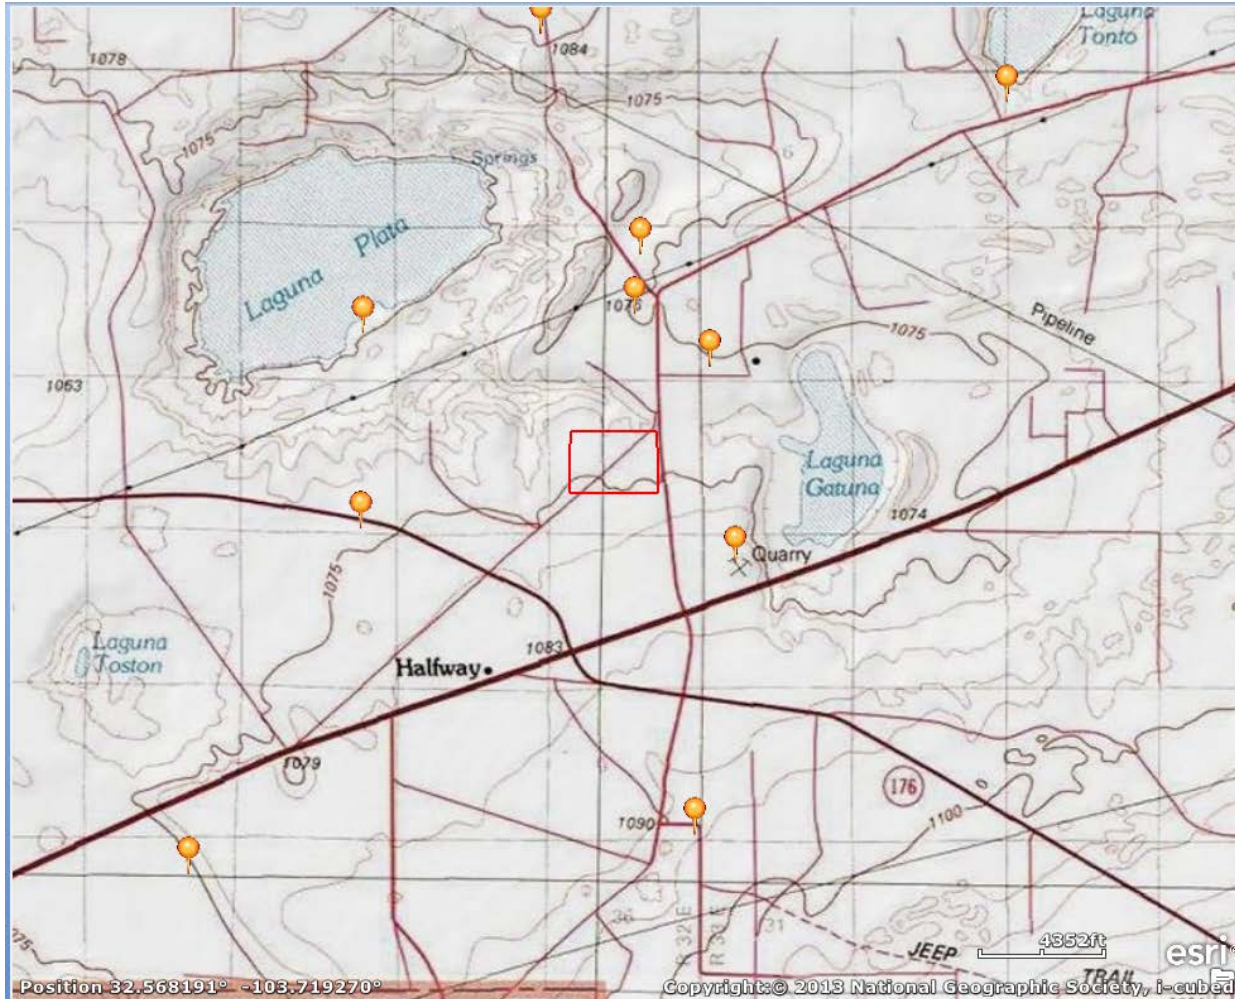 Laguna
Tonto
1084
1078
1075
1075
Springs
6
Laguna Plata
1076
Pipeline
1075
1063
Laguna
Gatuna
1074
Quarry
1075
Laguna
Toston
1083
Halfway
1079
176
1090
1100
36
31
R 32 E
R 33 E
JEEP TRAIL
4352ft
esri
Position 32.568191° -103.719270°
Copyright:© 2013 National Geographic Society, i-cubed